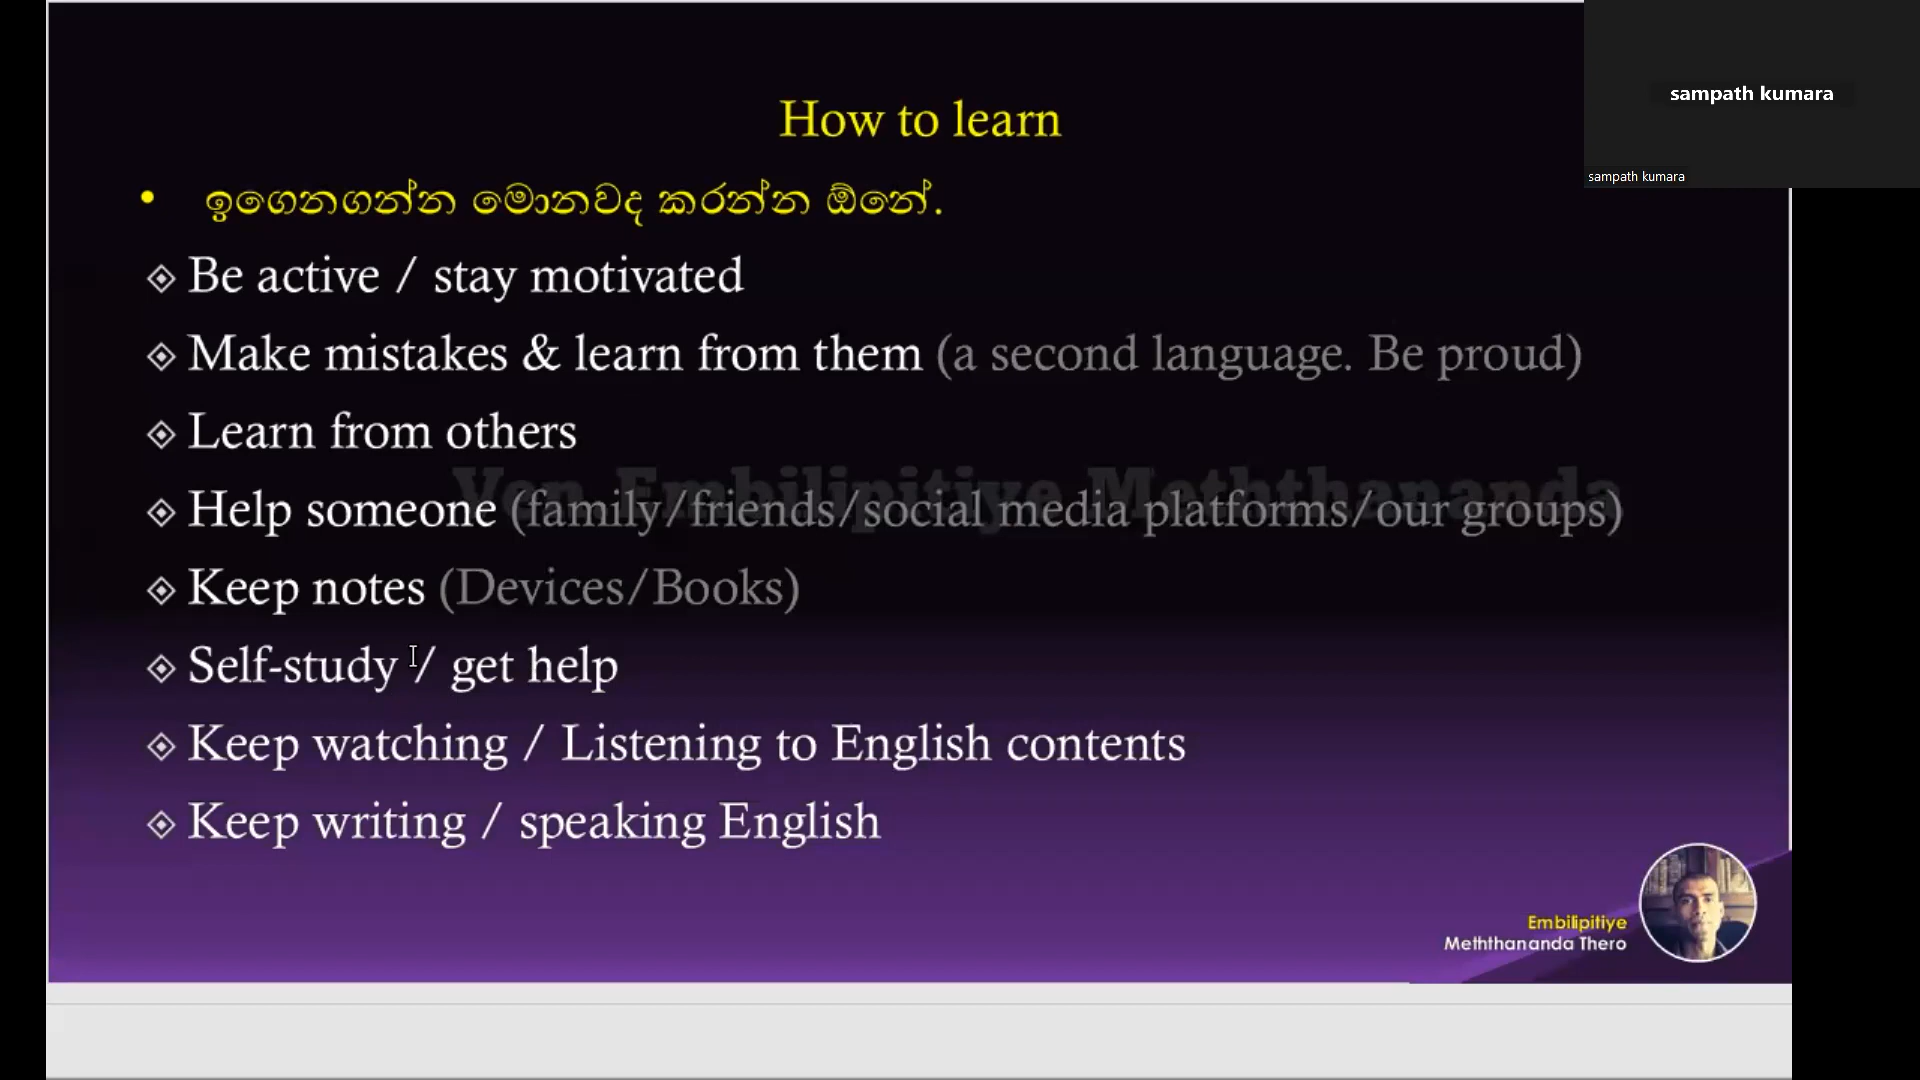 How to learn
sampath kumara
sampath kumara
• ඉගෙනගන්න මොනවද කරන්න ඕනේ.
Be active / stay motivated
Make mistakes & learn from them (a second language. Be proud)
Learn from others
Ven Embilipitiye Meththananda
Help someone (family/friends/social media platforms/our groups)
Keep notes (Devices/Books)
Self-study / get help
Keep watching / Listening to English contents
Keep writing / speaking English
Embilipitiye
Meththananda Thero